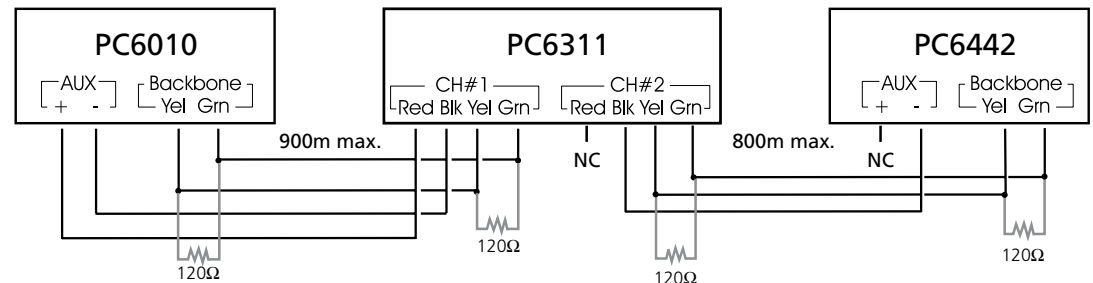 PC6010
AUX
Backbone
+ -
Yel Grn
PC6311
CH#1
CH#2
Red Blk Yel Grn
Red Blk Yel Grn
PC6442
AUX
Backbone
+ -
Yel Grn
900m max.
NC
800m max.
NC
120Ω
120Ω
120Ω
120Ω